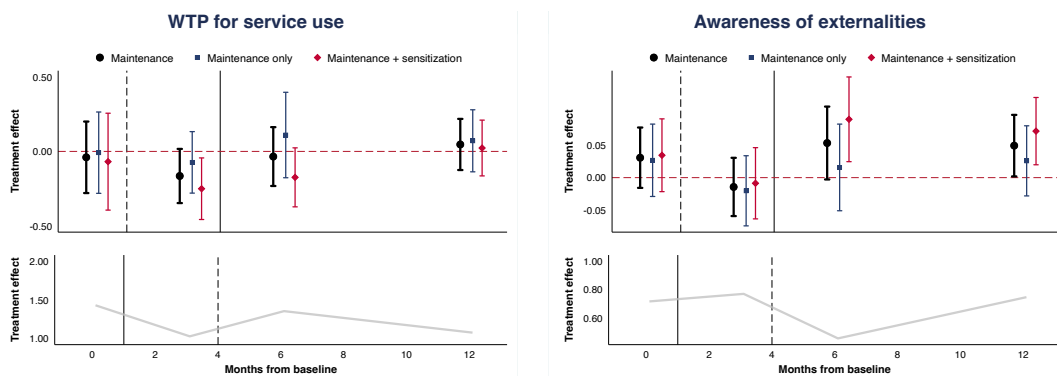 WTP for service use
Maintenance Maintenance only Maintenance + sensitization
0.50
0.00
-0.50
Treatment effect
2.00
1.50
1.00
Treatment effect
0 2 4 6 8 10 12
Months from baseline
Awareness of externalities
Maintenance Maintenance only Maintenance + sensitization
0.05
0.00
-0.05
Treatment effect
1.00
0.80
0.60
Treatment effect
0 2 4 6 8 10 12
Months from baseline